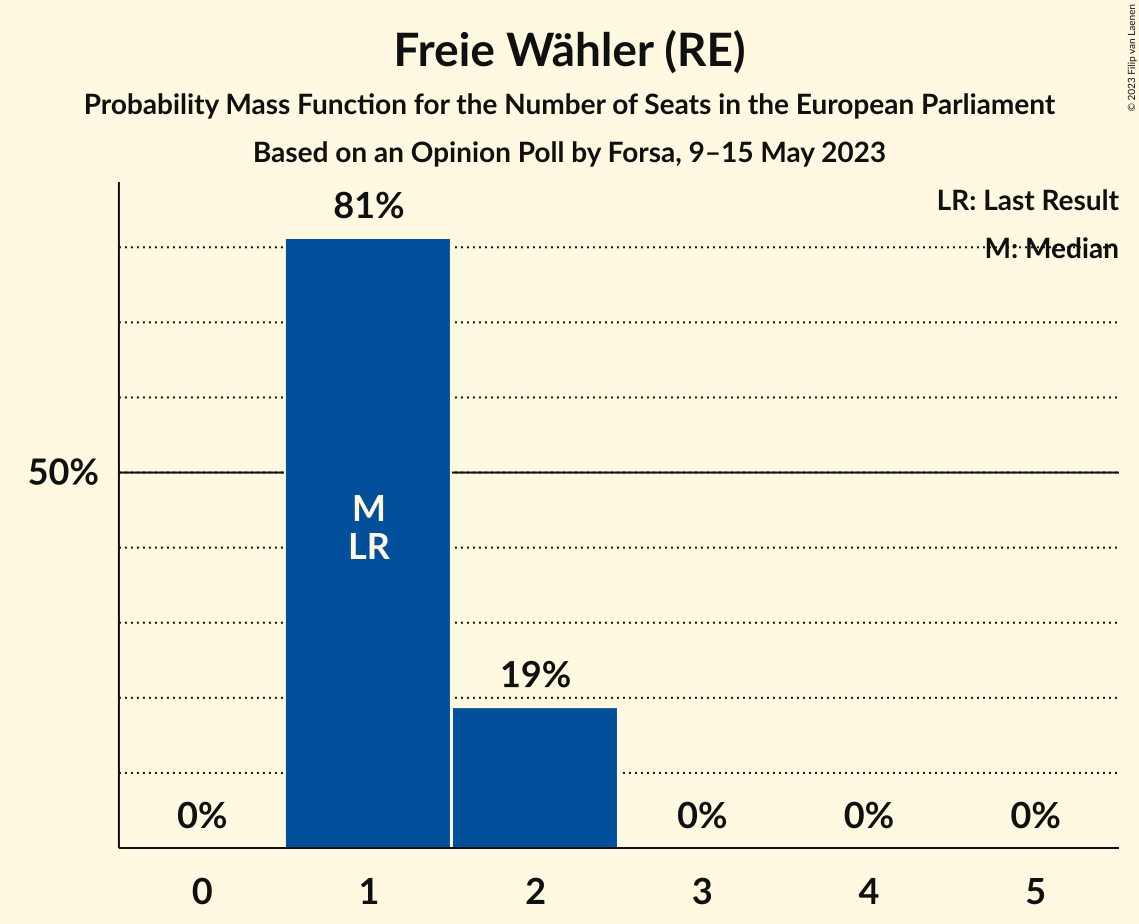 Freie Wähler (RE)
Probability Mass Function for the Number of Seats in the European Parliament
Based on an Opinion Poll by Forsa, 9–15 May 2023
© 2023 Filip van Laenen
LR: Last Result
M: Median
81%
50%
M
LR
19%
0%
0%
0%
0%
0 1 2 3 4 5